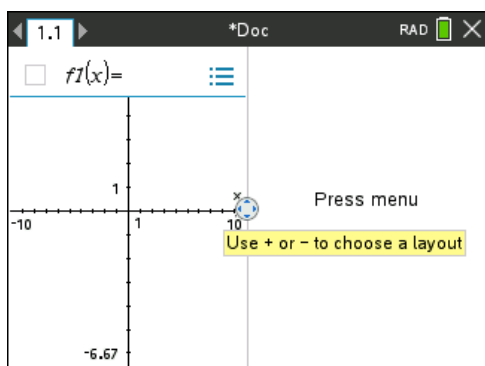 1.1 *Doc RAD
f1(x)=
1
x
-10 1 10
Press menu
Use + or - to choose a layout
-6.67